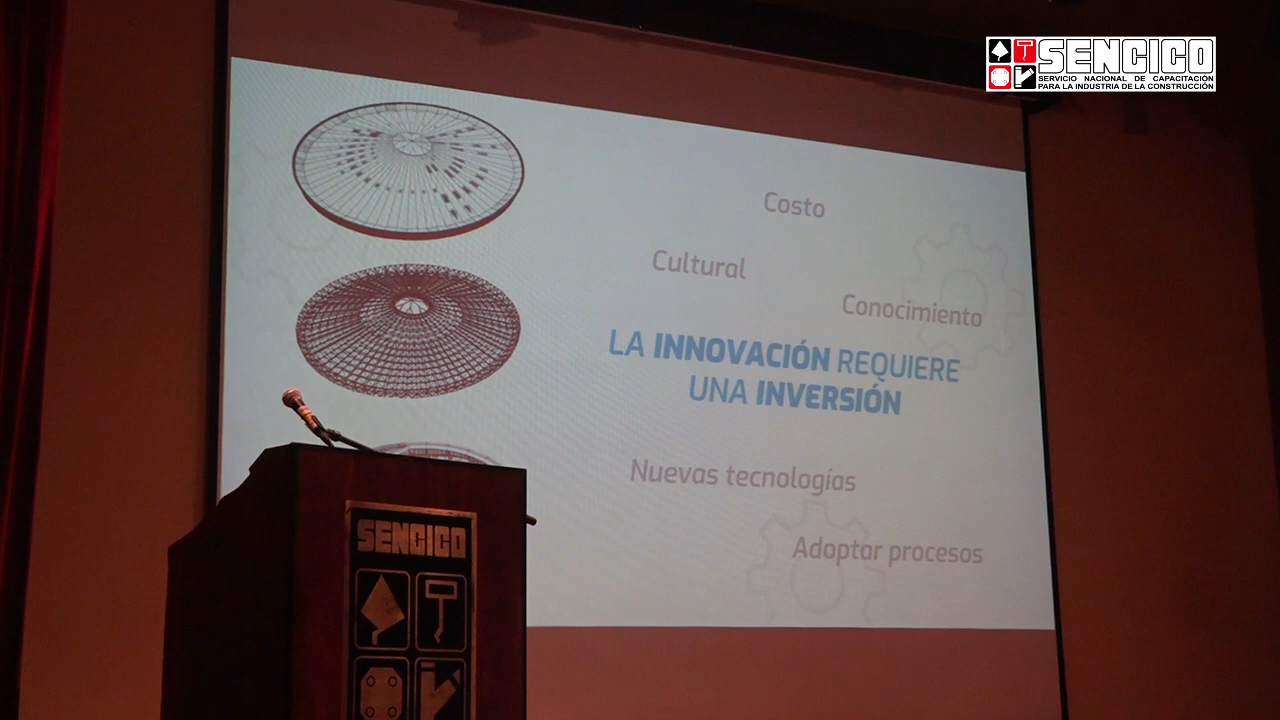 SENCICO
SERVICIO NACIONAL DE CAPACITACIÓN
PARA LA INDUSTRIA DE LA CONSTRUCCIÓN
Costo
Cultural
Conocimiento
LA INNOVACIÓN REQUIERE
UNA INVERSIÓN
Nuevas tecnologías
Adoptar procesos
SENCICO